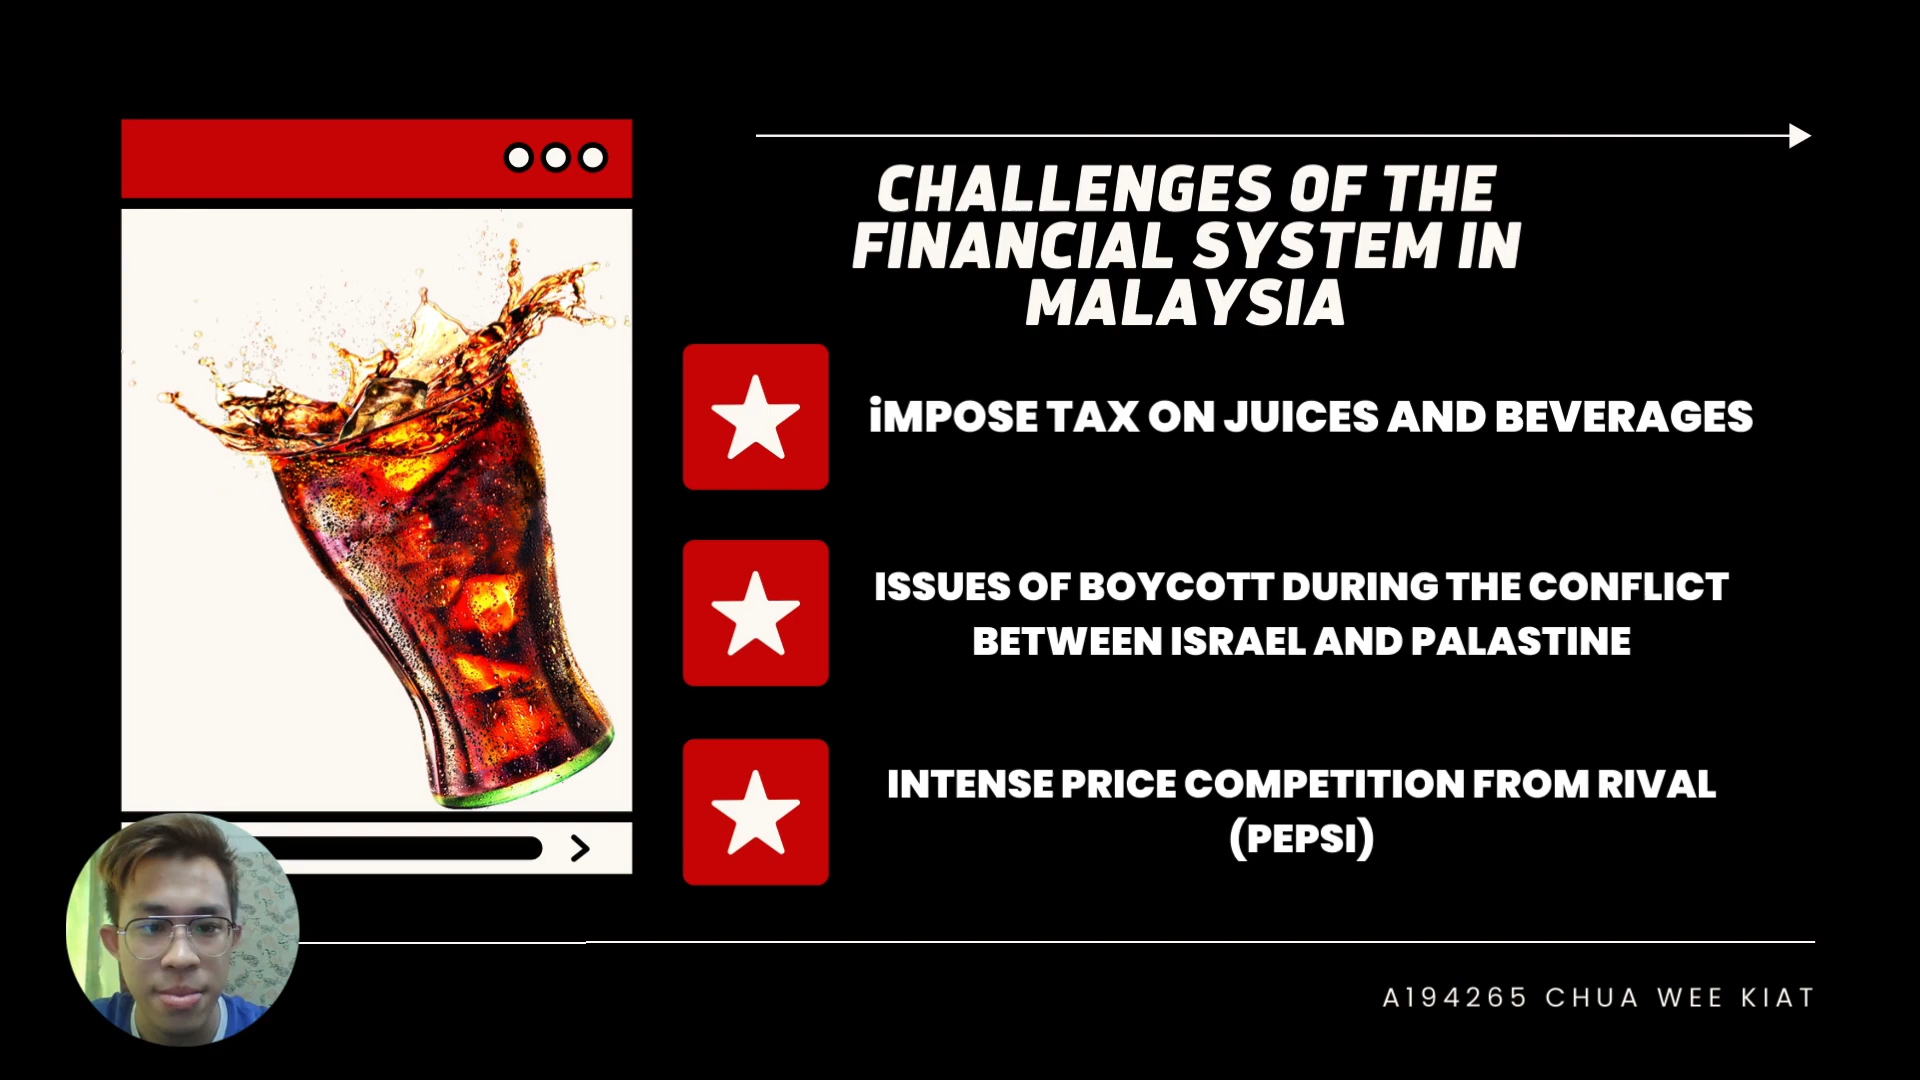 CHALLENGES OF THE
FINANCIAL SYSTEM IN
MALAYSIA
iMPOSE TAX ON JUICES AND BEVERAGES
ISSUES OF BOYCOTT DURING THE CONFLICT
BETWEEN ISRAEL AND PALASTINE
INTENSE PRICE COMPETITION FROM RIVAL
(PEPSI)
A194265 CHUA WEE KIAT